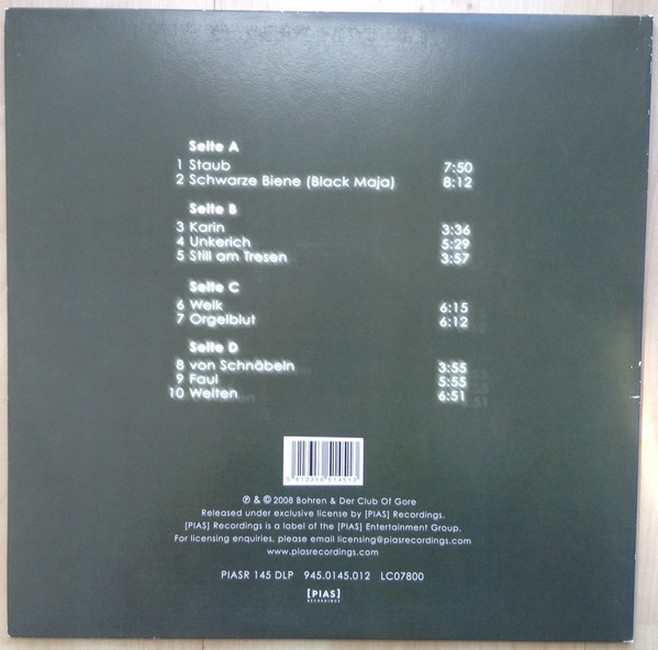 Seite A
1 Staub 7:50
2 Schwarze Biene (Black Maja) 8:12
Seite B
3 Karin 3:36
4 Unkerich 5:29
5 Still am Tresen 3:57
Seite C
6 Welk 6:15
7 Orgelblut 6:12
Seite D
8 von Schnäbeln 3:55
9 Faul 5:55
10 Welten 6:51
℗ & © 2008 Bohren & Der Club Of Gore
Released under exclusive license by [PIAS] Recordings.
[PIAS] Recordings is a label of the [PIAS] Entertainment Group.
For licensing enquiries, please email licensing@piasrecordings.com
www.piasrecordings.com
PIASR 145 DLP 945.0145.012 LC07800
[PIAS]
RECORDINGS